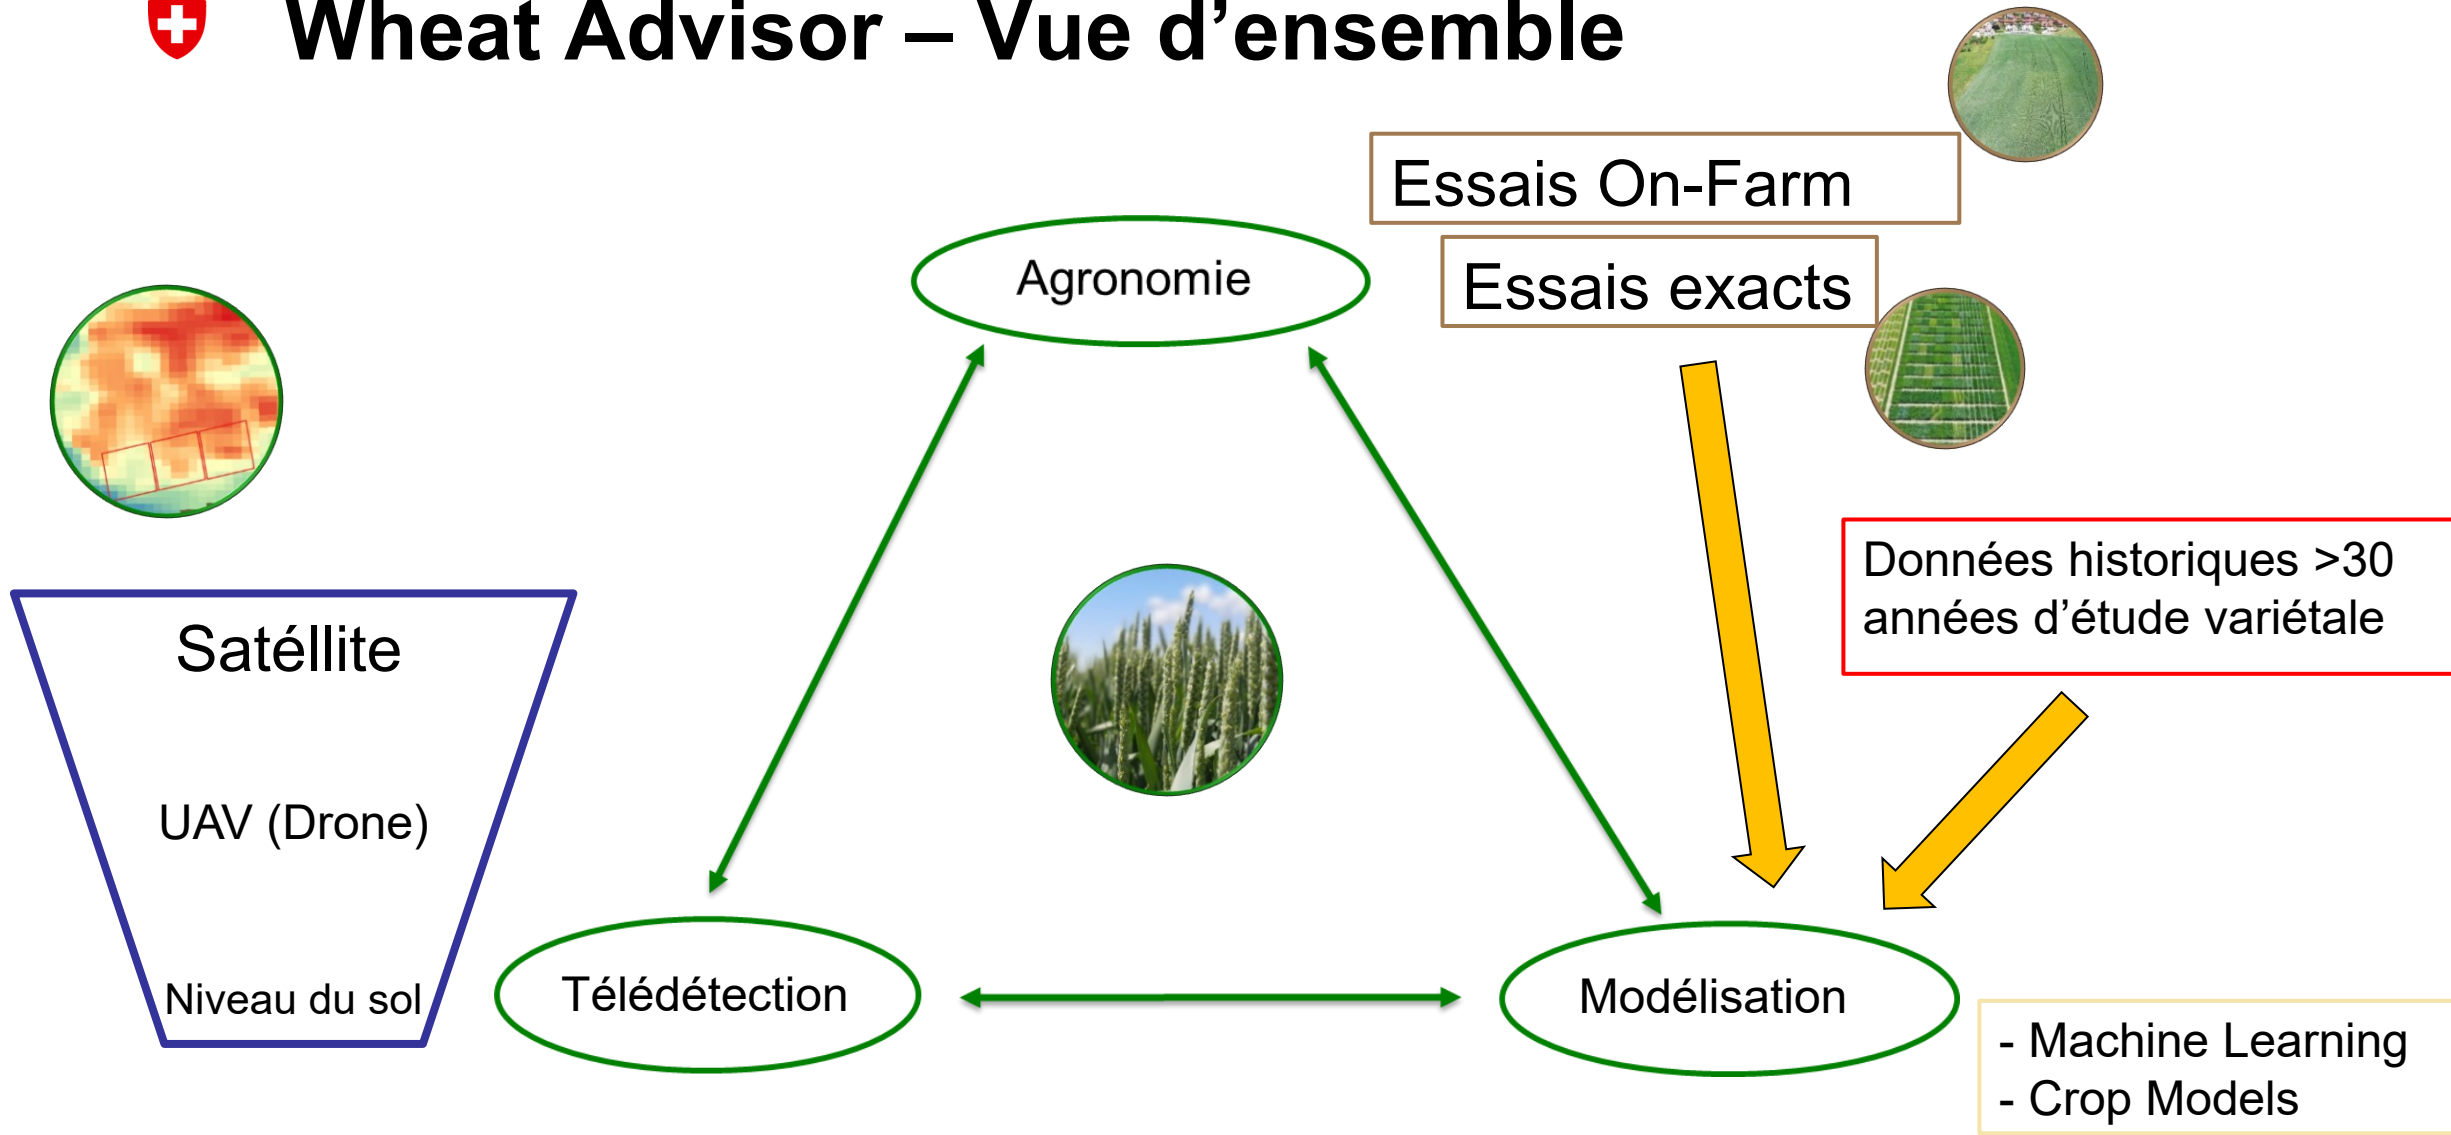 Wheat Advisor – Vue d’ensemble
Essais On-Farm
Agronomie
Essais exacts
Données historiques >30
années d’étude variétale
Satéllite
UAV (Drone)
Niveau du sol
Télédétection
Modélisation
- Machine Learning
- Crop Models